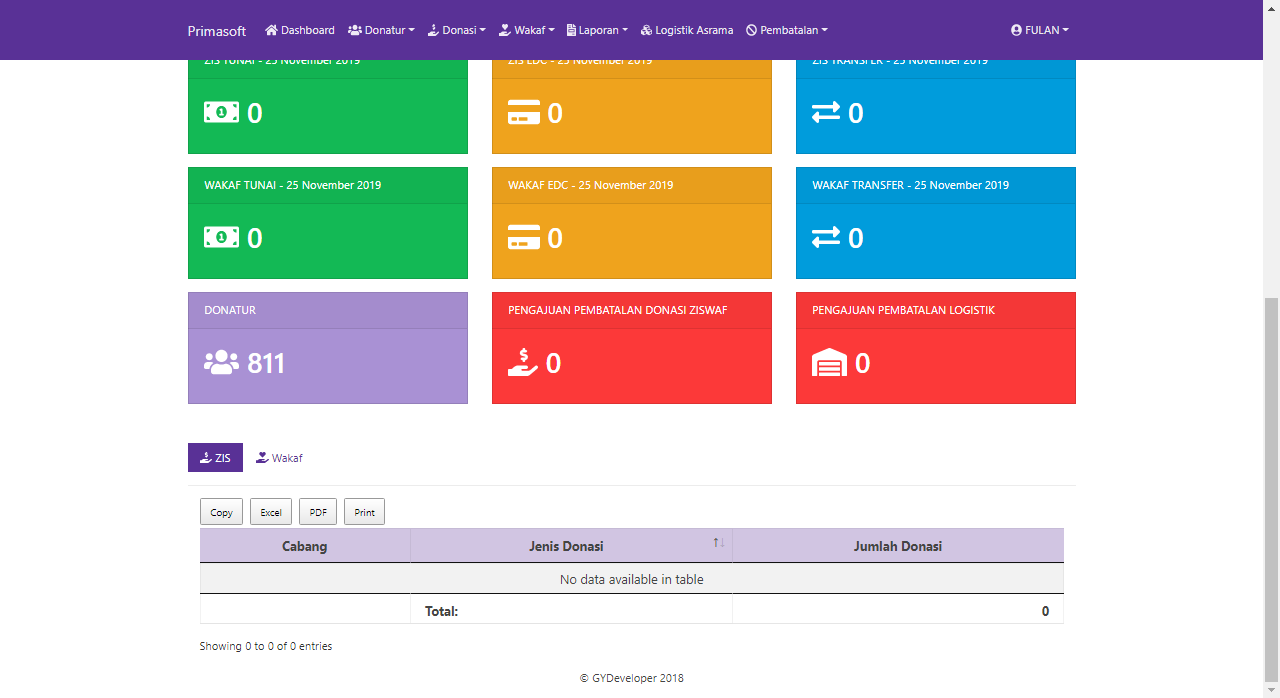 Primasoft Dashboard Donatur Donasi Wakaf Laporan Logistik Asrama Pembatalan FULAN
ZIS TUNAI - 25 November 2019 ZIS EDC - 25 November 2019 ZIS TRANSFER - 25 November 2019
0 0 0
WAKAF TUNAI - 25 November 2019 WAKAF EDC - 25 November 2019 WAKAF TRANSFER - 25 November 2019
0 0 0
DONATUR PENGAJUAN PEMBATALAN DONASI ZISWAF PENGAJUAN PEMBATALAN LOGISTIK
811 0 0
ZIS Wakaf
Copy Excel PDF Print
Cabang Jenis Donasi Jumlah Donasi
No data available in table
Total: 0
Showing 0 to 0 of 0 entries
© GYDeveloper 2018